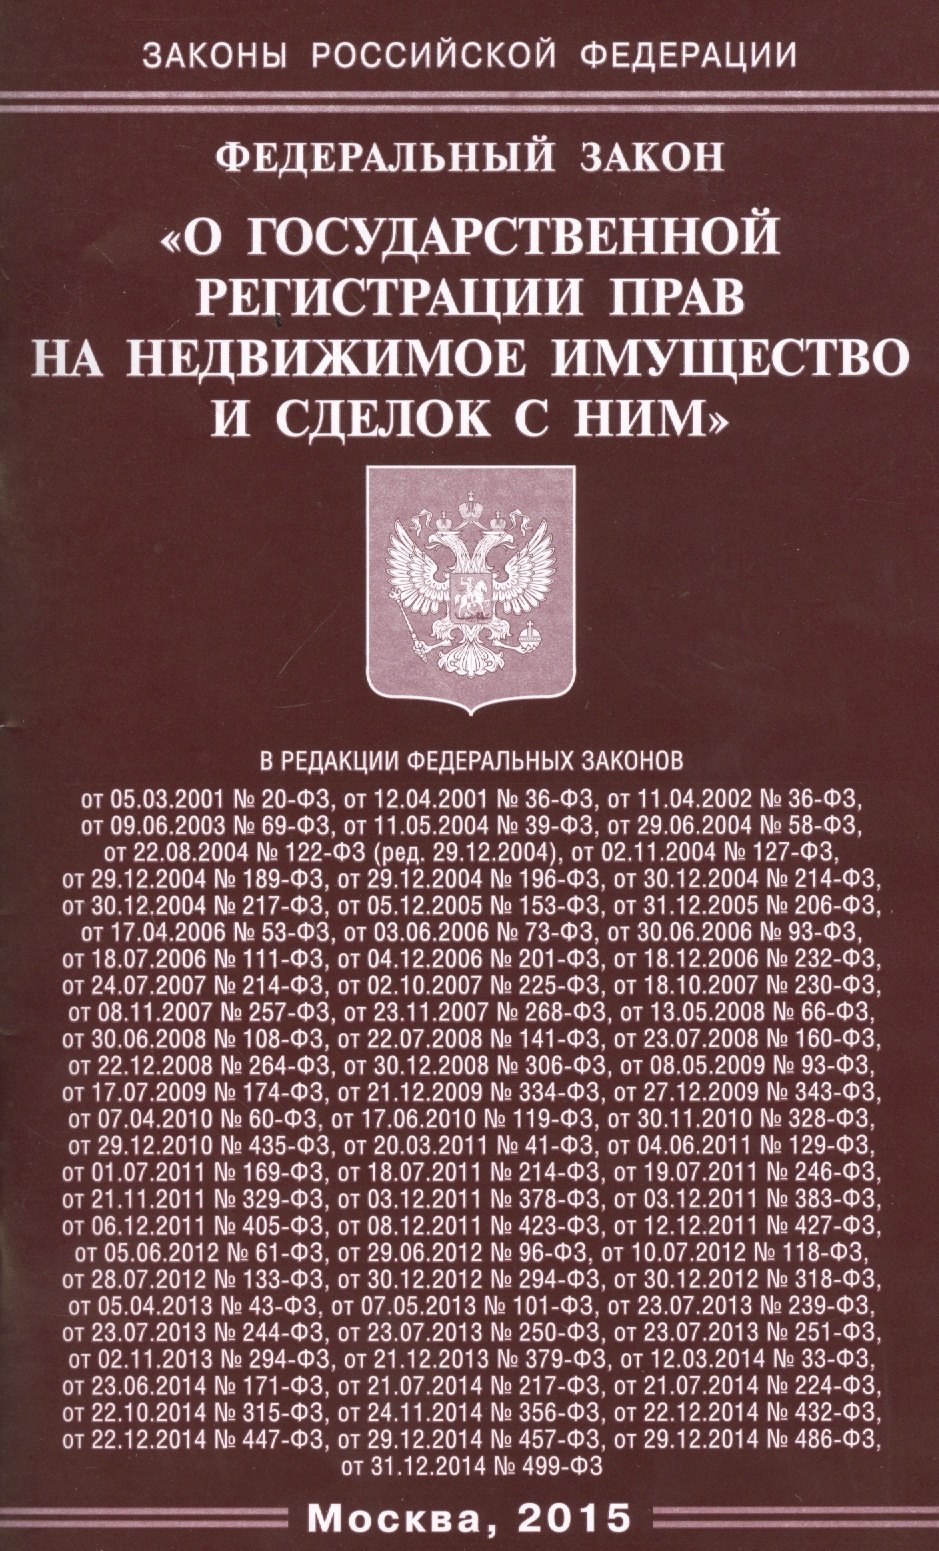 ЗАКОНЫ РОССИЙСКОЙ ФЕДЕРАЦИИ
ФЕДЕРАЛЬНЫЙ ЗАКОН
«О ГОСУДАРСТВЕННОЙ
РЕГИСТРАЦИИ ПРАВ
НА НЕДВИЖИМОЕ ИМУЩЕСТВО
И СДЕЛОК С НИМ»
В РЕДАКЦИИ ФЕДЕРАЛЬНЫХ ЗАКОНОВ
от 05.03.2001 № 20-ФЗ, от 12.04.2001 № 36-ФЗ, от 11.04.2002 № 36-ФЗ,
от 09.06.2003 № 69-ФЗ, от 11.05.2004 № 39-ФЗ, от 29.06.2004 № 58-ФЗ,
от 22.08.2004 № 122-ФЗ (ред. 29.12.2004), от 02.11.2004 № 127-ФЗ,
от 29.12.2004 № 189-ФЗ, от 29.12.2004 № 196-ФЗ, от 30.12.2004 № 214-ФЗ,
от 30.12.2004 № 217-ФЗ, от 05.12.2005 № 153-ФЗ, от 31.12.2005 № 206-ФЗ,
от 17.04.2006 № 53-ФЗ, от 03.06.2006 № 73-ФЗ, от 30.06.2006 № 93-ФЗ,
от 18.07.2006 № 111-ФЗ, от 04.12.2006 № 201-ФЗ, от 18.12.2006 № 232-ФЗ,
от 24.07.2007 № 214-ФЗ, от 02.10.2007 № 225-ФЗ, от 18.10.2007 № 230-ФЗ,
от 08.11.2007 № 257-ФЗ, от 23.11.2007 № 268-ФЗ, от 13.05.2008 № 66-ФЗ,
от 30.06.2008 № 108-ФЗ, от 22.07.2008 № 141-ФЗ, от 23.07.2008 № 160-ФЗ,
от 22.12.2008 № 264-ФЗ, от 30.12.2008 № 306-ФЗ, от 08.05.2009 № 93-ФЗ,
от 17.07.2009 № 174-ФЗ, от 21.12.2009 № 334-ФЗ, от 27.12.2009 № 343-ФЗ,
от 07.04.2010 № 60-ФЗ, от 17.06.2010 № 119-ФЗ, от 30.11.2010 № 328-ФЗ,
от 29.12.2010 № 435-ФЗ, от 20.03.2011 № 41-ФЗ, от 04.06.2011 № 129-ФЗ,
от 01.07.2011 № 169-ФЗ, от 18.07.2011 № 214-ФЗ, от 19.07.2011 № 246-ФЗ,
от 21.11.2011 № 329-ФЗ, от 03.12.2011 № 378-ФЗ, от 03.12.2011 № 383-ФЗ,
от 06.12.2011 № 405-ФЗ, от 08.12.2011 № 423-ФЗ, от 12.12.2011 № 427-ФЗ,
от 05.06.2012 № 61-ФЗ, от 29.06.2012 № 96-ФЗ, от 10.07.2012 № 118-ФЗ,
от 28.07.2012 № 133-ФЗ, от 30.12.2012 № 294-ФЗ, от 30.12.2012 № 318-ФЗ,
от 05.04.2013 № 43-ФЗ, от 07.05.2013 № 101-ФЗ, от 23.07.2013 № 239-ФЗ,
от 23.07.2013 № 244-ФЗ, от 23.07.2013 № 250-ФЗ, от 23.07.2013 № 251-ФЗ,
от 02.11.2013 № 294-ФЗ, от 21.12.2013 № 379-ФЗ, от 12.03.2014 № 33-ФЗ,
от 23.06.2014 № 171-ФЗ, от 21.07.2014 № 217-ФЗ, от 21.07.2014 № 224-ФЗ,
от 22.10.2014 № 315-ФЗ, от 24.11.2014 № 356-ФЗ, от 22.12.2014 № 432-ФЗ,
от 22.12.2014 № 447-ФЗ, от 29.12.2014 № 457-ФЗ, от 29.12.2014 № 486-ФЗ,
от 31.12.2014 № 499-ФЗ
Москва, 2015